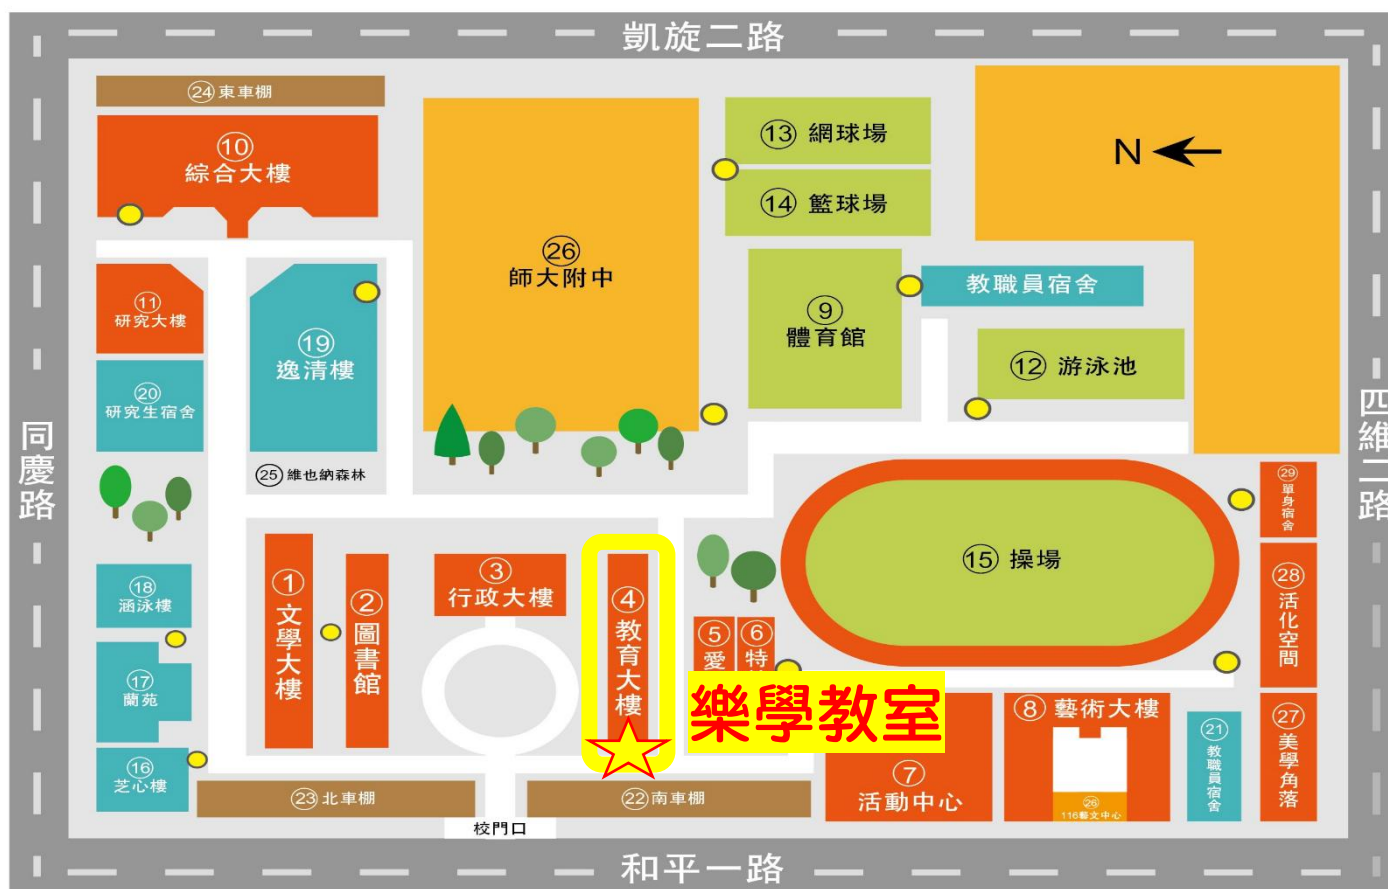 凱旋二路
㉔東車棚
⑩
綜合大樓
⑬ 網球場
N
⑭ 籃球場
㉖
師大附中
⑪
研究大樓
⑲
逸清樓
⑨
體育館
教職員宿舍
⑫ 游泳池
⑳
研究生宿舍
同慶路
四維二路
㉕維也納森林
㉙
單身宿舍
⑮ 操場
①
文學大樓
②
圖書館
③
行政大樓
④
教育大樓
⑤
愛
⑥
特
㉘
活化空間
⑱
涵泳樓
⑰
蘭苑
樂學教室
⑧ 藝術大樓
㉑
教職員宿舍
㉗
美學角落
⑯
芝心樓
⑦
活動中心
㉓北車棚
㉒南車棚
㉖
116藝文中心
校門口
和平一路